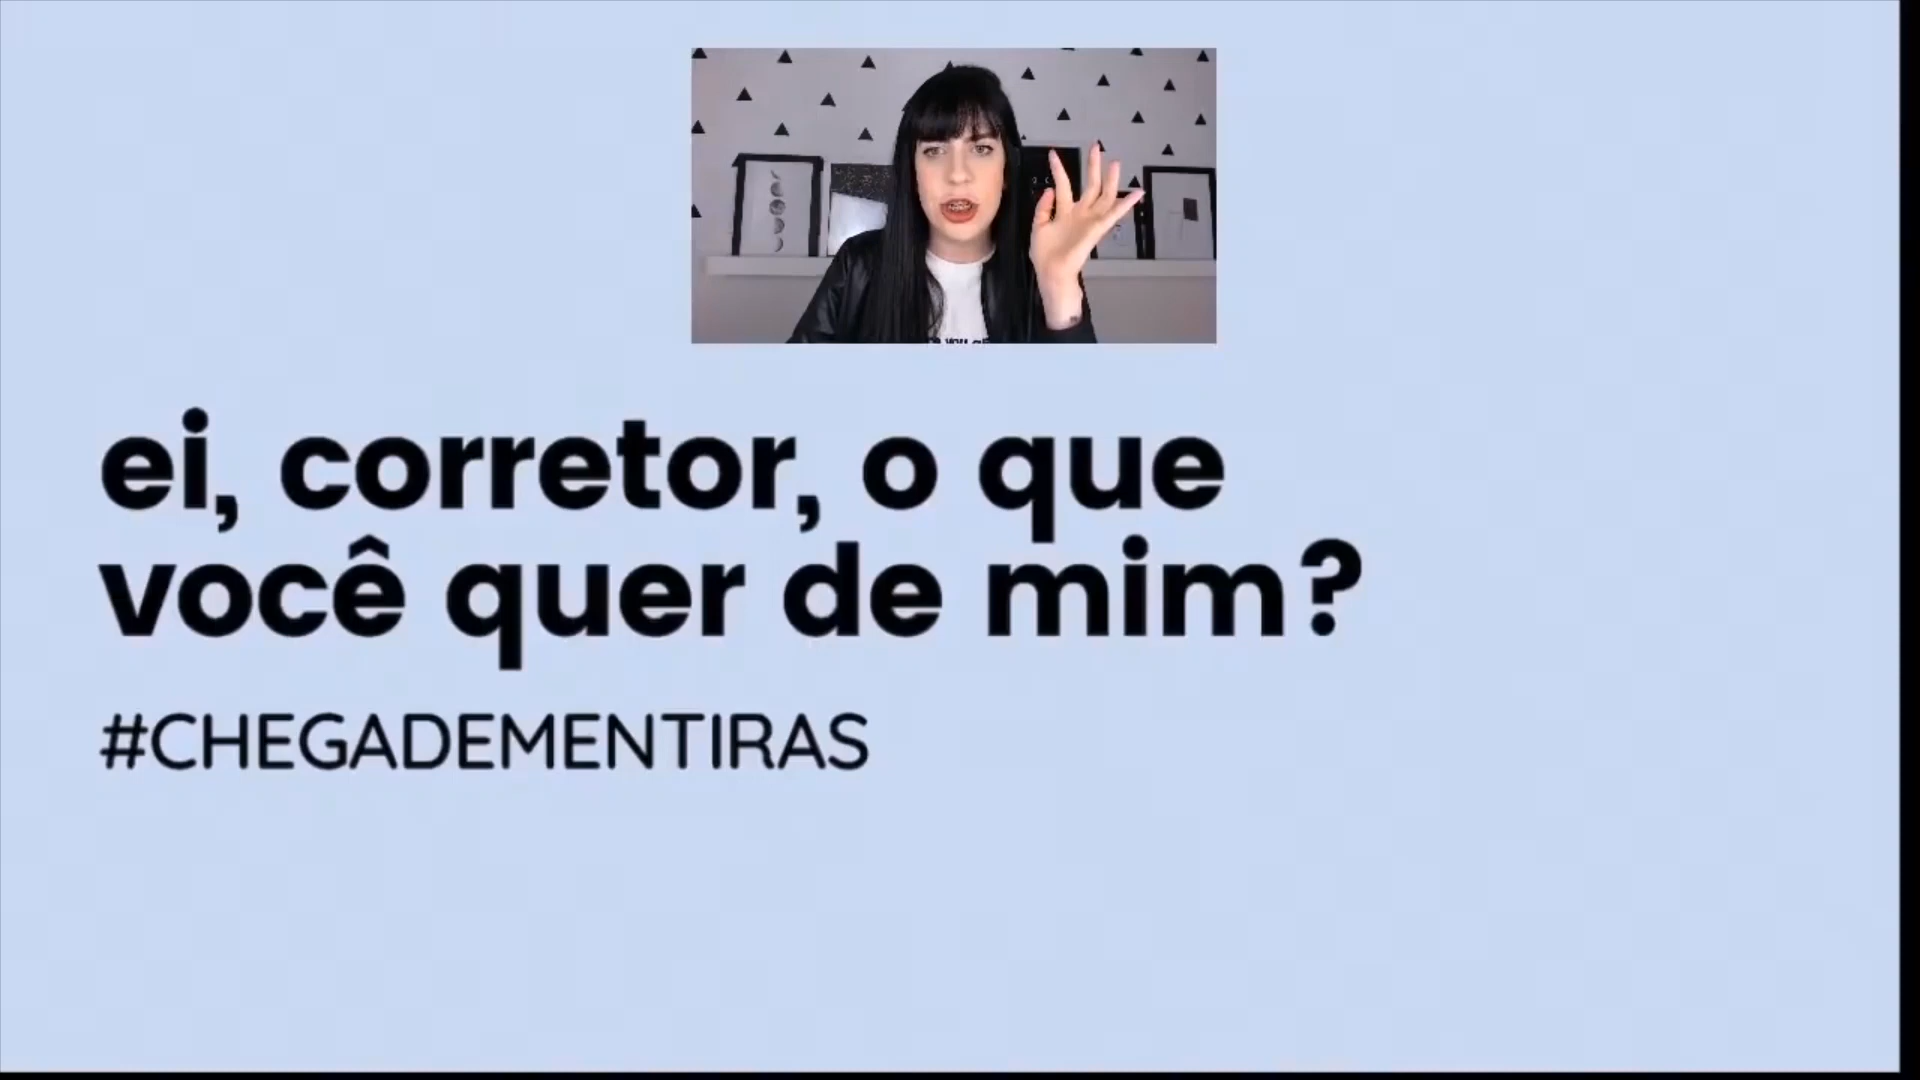 ei, corretor, o que
você quer de mim?
#CHEGADEMENTIRAS